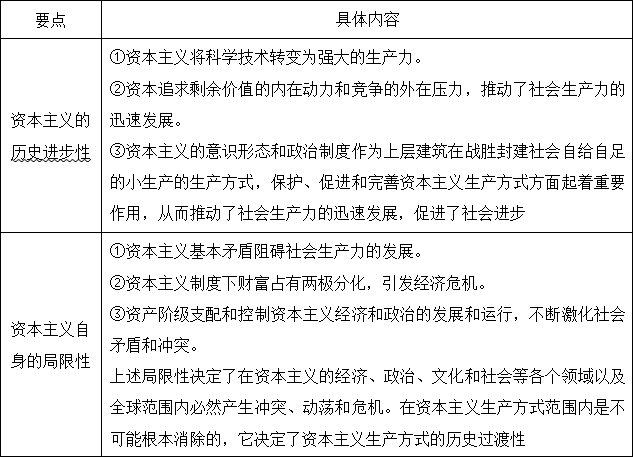 要点
具体内容
资本主义的
历史进步性
①资本主义将科学技术转变为强大的生产力。
②资本追求剩余价值的内在动力和竞争的外在压力，推动了社会生产力的
迅速发展。
③资本主义的意识形态和政治制度作为上层建筑在战胜封建社会自给自足
的小生产的生产方式，保护、促进和完善资本主义生产方式方面起着重要
作用，从而推动了社会生产力的迅速发展，促进了社会进步
资本主义自
身的局限性
①资本主义基本矛盾阻碍社会生产力的发展。
②资本主义制度下财富占有两极分化，引发经济危机。
③资产阶级支配和控制资本主义经济和政治的发展和运行，不断激化社会
矛盾和冲突。
上述局限性决定了在资本主义的经济、政治、文化和社会等各个领域以及
全球范围内必然产生冲突、动荡和危机。在资本主义生产方式范围内是不
可能根本消除的，它决定了资本主义生产方式的历史过渡性